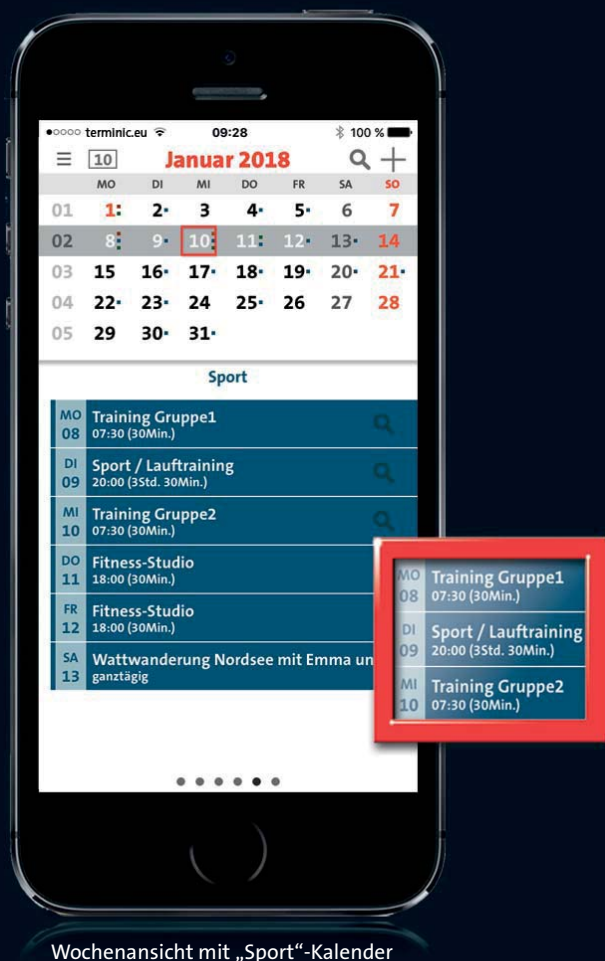 terminic.eu 09:28 100 %
10 Januar 2018
MO DI MI DO FR SA SO
01 1 2 3 4 5 6 7
02 8 9 10 11 12 13 14
03 15 16 17 18 19 20 21
04 22 23 24 25 26 27 28
05 29 30 31
Sport
MO Training Gruppe1
08 07:30 (30Min.)
DI Sport / Lauftraining
09 20:00 (3Std. 30Min.)
MI Training Gruppe2
10 07:30 (30Min.)
DO Fitness-Studio
11 18:00 (30Min.)
FR Fitness-Studio
12 18:00 (30Min.)
SA Wattwanderung Nordsee mit Emma un
13 ganztägig
MO Training Gruppe1
08 07:30 (30Min.)
DI Sport / Lauftraining
09 20:00 (3Std. 30Min.)
MI Training Gruppe2
10 07:30 (30Min.)
Wochenansicht mit „Sport“-Kalender